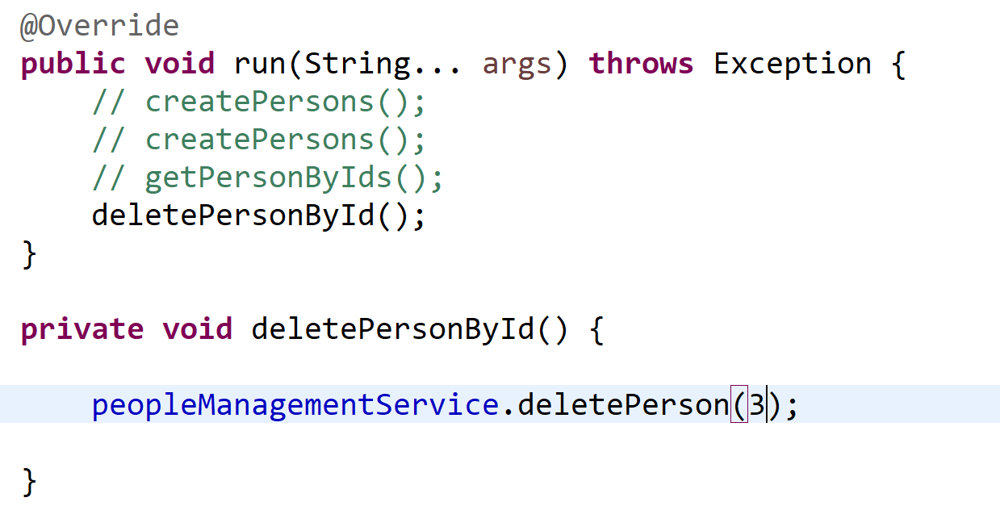 @Override
public void run(String... args) throws Exception {
    // createPersons();
    // createPersons();
    // getPersonByIds();
    deletePersonById();
}
private void deletePersonById() {
    peopleManagementService.deletePerson(3);
}